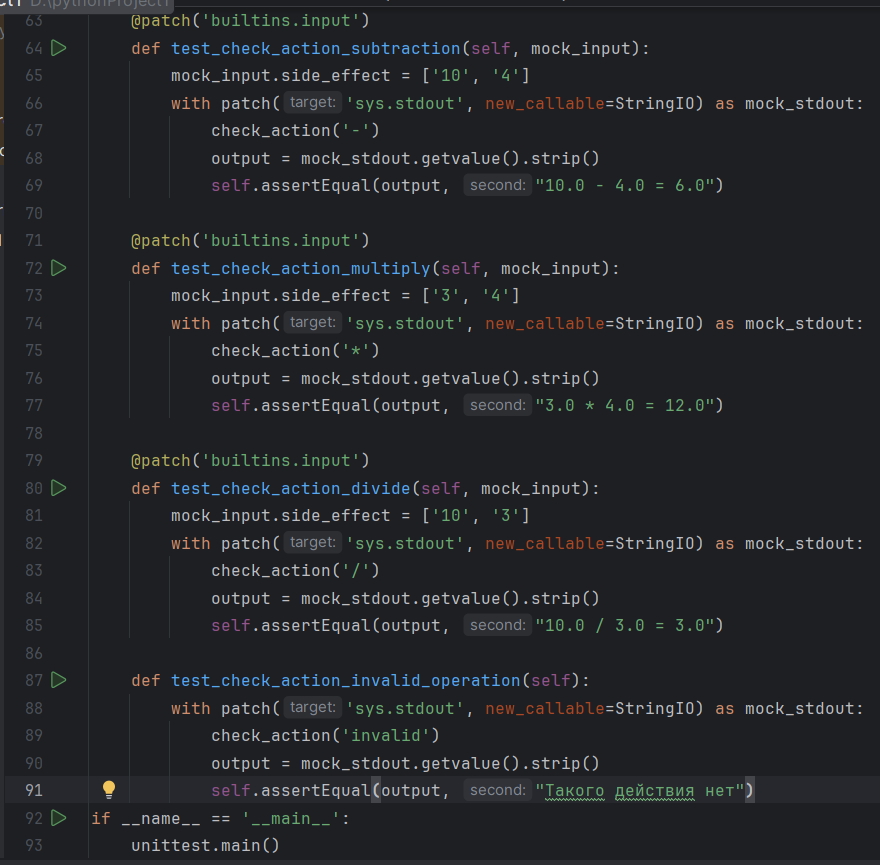 D:\pythonProject1
63 @patch('builtins.input')
64 def test_check_action_subtraction(self, mock_input):
65 mock_input.side_effect = ['10', '4']
66 with patch( target: 'sys.stdout', new_callable=StringIO) as mock_stdout:
67 check_action('-')
68 output = mock_stdout.getvalue().strip()
69 self.assertEqual(output, second: "10.0 - 4.0 = 6.0")
70
71 @patch('builtins.input')
72 def test_check_action_multiply(self, mock_input):
73 mock_input.side_effect = ['3', '4']
74 with patch( target: 'sys.stdout', new_callable=StringIO) as mock_stdout:
75 check_action('*')
76 output = mock_stdout.getvalue().strip()
77 self.assertEqual(output, second: "3.0 * 4.0 = 12.0")
78
79 @patch('builtins.input')
80 def test_check_action_divide(self, mock_input):
81 mock_input.side_effect = ['10', '3']
82 with patch( target: 'sys.stdout', new_callable=StringIO) as mock_stdout:
83 check_action('/')
84 output = mock_stdout.getvalue().strip()
85 self.assertEqual(output, second: "10.0 / 3.0 = 3.0")
86
87 def test_check_action_invalid_operation(self):
88 with patch( target: 'sys.stdout', new_callable=StringIO) as mock_stdout:
89 check_action('invalid')
90 output = mock_stdout.getvalue().strip()
91 self.assertEqual(output, second: "Такого действия нет")
92 if __name__ == '__main__':
93 unittest.main()